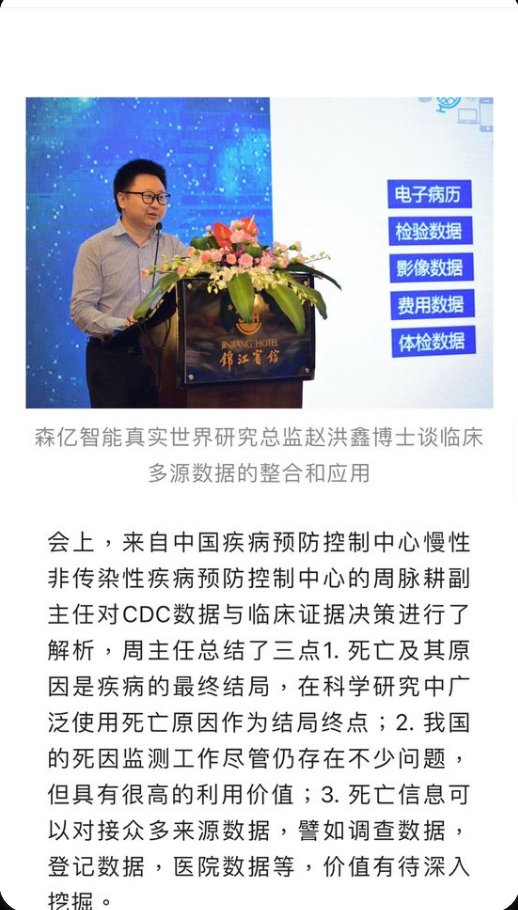 电子病历
检验数据
影像数据
费用数据
体检数据
JINJIANG HOTEL
錦江賓館
森亿智能真实世界研究总监赵洪鑫博士谈临床
多源数据的整合和应用
会上，来自中国疾病预防控制中心慢性
非传染性疾病预防控制中心的周脉耕副
主任对CDC数据与临床证据决策进行了
解析，周主任总结了三点1. 死亡及其原
因是疾病的最终结局，在科学研究中广
泛使用死亡原因作为结局终点；2. 我国
的死因监测工作尽管仍存在不少问题，
但具有很高的利用价值；3. 死亡信息可
以对接众多来源数据，譬如调查数据，
登记数据，医院数据等，价值有待深入
挖掘。